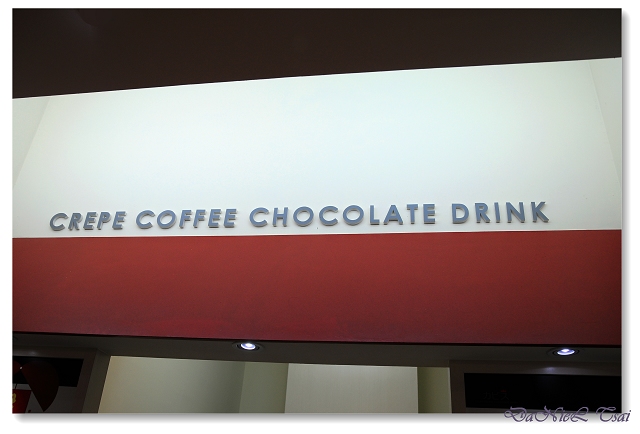 CREPE COFFEE CHOCOLATE DRINK
DaNieL Tsai